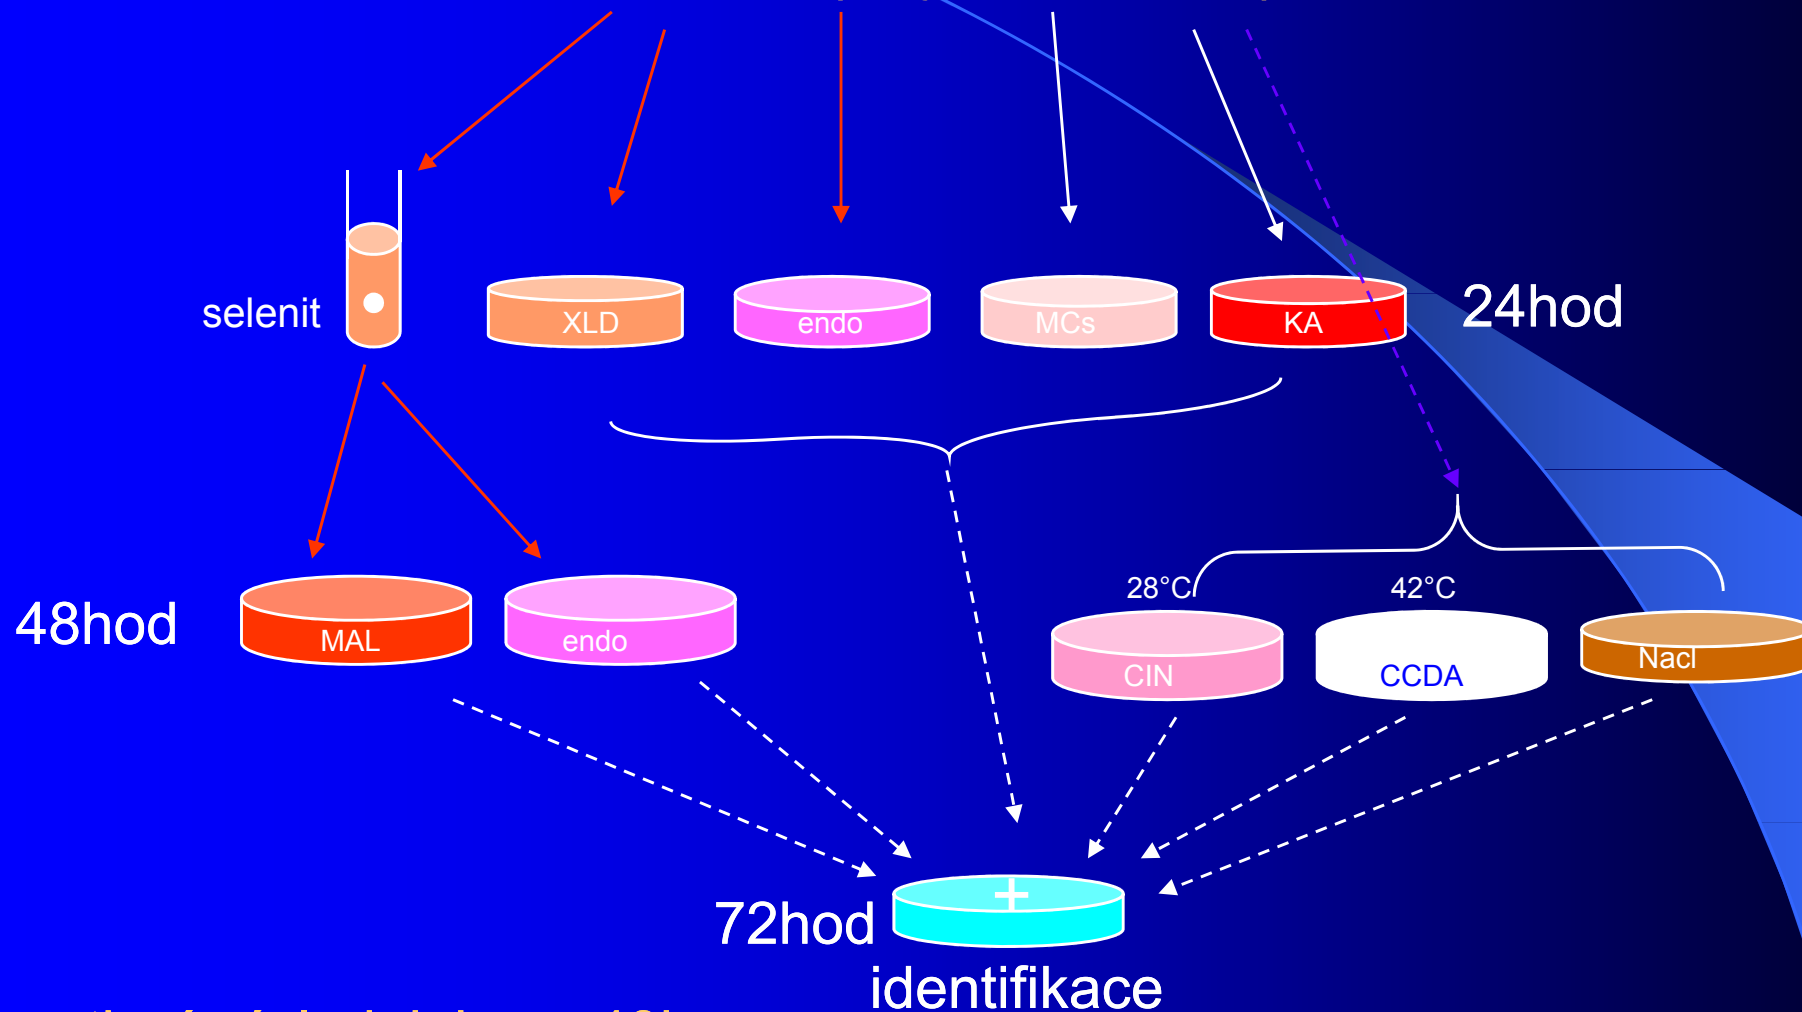 selenit
XLD
endo
MCs
KA
24hod
28°C
42°C
48hod
MAL
endo
CIN
CCDA
Nacl
+
72hod
identifikace